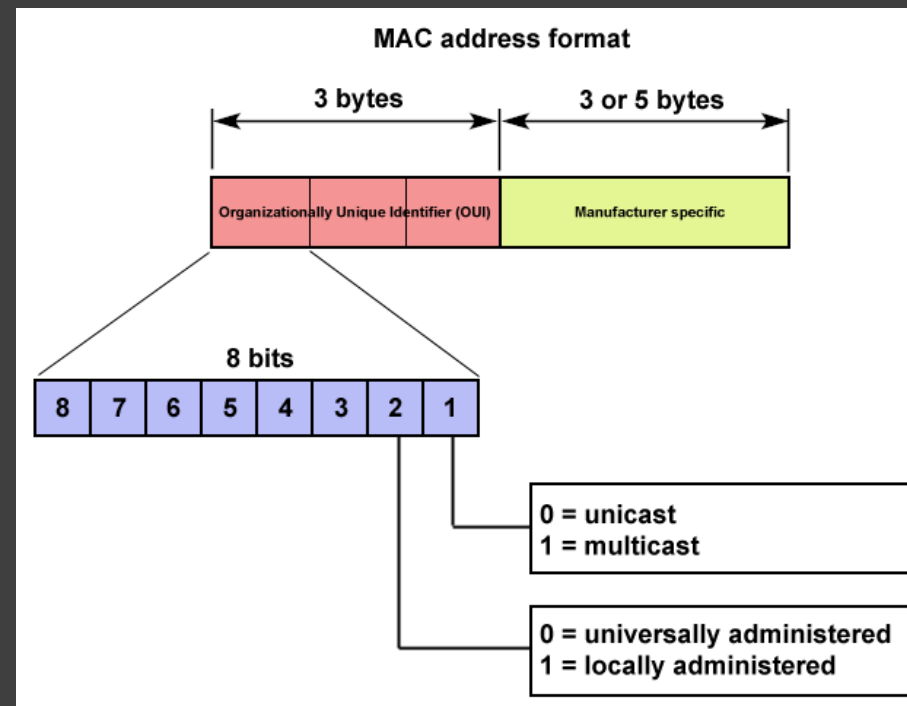 MAC address format
3 bytes
3 or 5 bytes
Organizationally Unique Identifier (OUI)
Manufacturer specific
8 bits
8 7 6 5 4 3 2 1
0 = unicast
1 = multicast
0 = universally administered
1 = locally administered